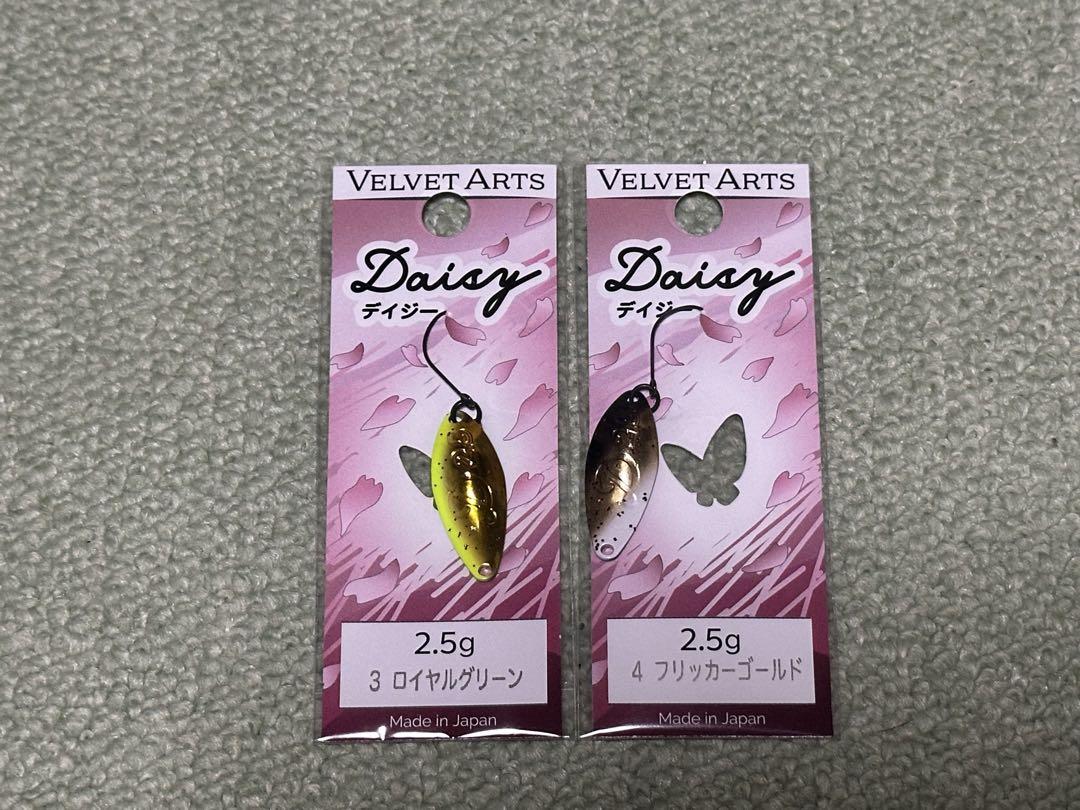 VELVET ARTS
Daisy
デイジー
2.5g
3 ロイヤルグリーン
Made in Japan
VELVET ARTS
Daisy
デイジ
2.5g
4 フリッカーゴールド
Made in Japan